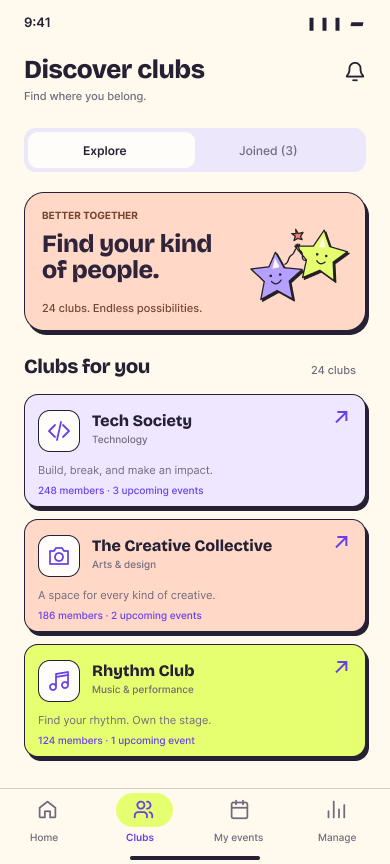 9:41
Discover clubs
Find where you belong.
Explore
Joined (3)
BETTER TOGETHER
Find your kind
of people.
24 clubs. Endless possibilities.
Clubs for you
24 clubs
Tech Society
Technology
Build, break, and make an impact.
248 members · 3 upcoming events
The Creative Collective
Arts & design
A space for every kind of creative.
186 members · 2 upcoming events
Rhythm Club
Music & performance
Find your rhythm. Own the stage.
124 members · 1 upcoming event
Home
Clubs
My events
Manage